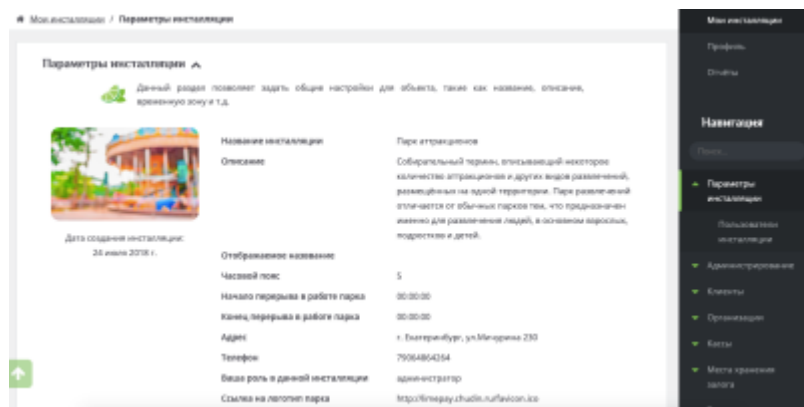 Мои инсталляции / Параметры инсталляции
Параметры инсталляции
Данный раздел позволяет задать общие настройки для объекта, такие как название, описание,
временную зону и т.д.
Дата создания инсталляции:
Название инсталляции Парк аттракционов
Описание Собирательный термин, описывающий некоторое
количество аттракционов и других видов развлечений,
размещённых на одной территории. Парк развлечений
отличается от обычных парков тем, что предназначен
именно для развлечения людей, в основном взрослых,
подростков и детей.
Отображаемое название
Часовой пояс 5
Начало перерыва в работе парка 00:00:00
Конец перерыва в работе парка 00:00:00
Адрес г. Екатеринбург, ул.Мичурина 230
Телефон 79064864264
Ваша роль в данной инсталляции администратор
Ссылка на логотип парка
Мои инсталляции
Профиль
Отчёты
Навигация
Поиск...
Параметры
инсталляции
Пользователи
инсталляции
Администрирование
Клиенты
Организации
Кассы
Места хранения
залога